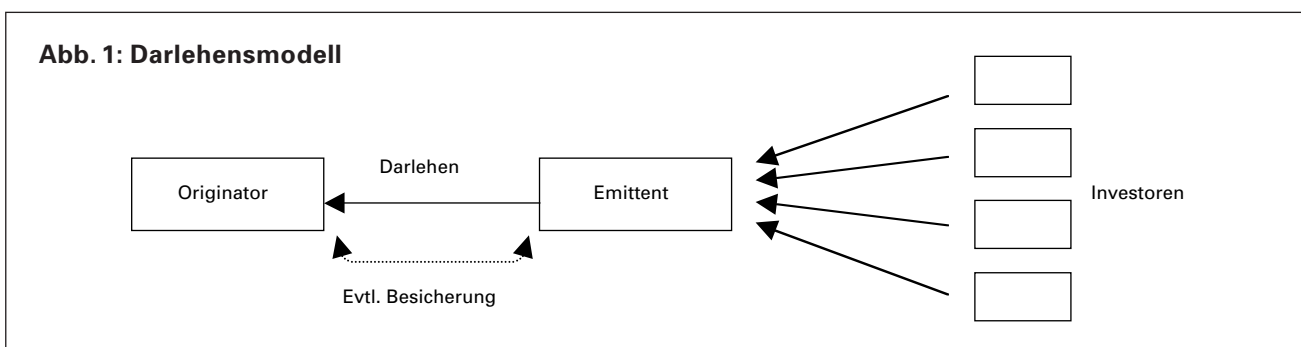 Abb. 1: Darlehensmodell
Originator
Darlehen
Emittent
Investoren
Evtl. Besicherung